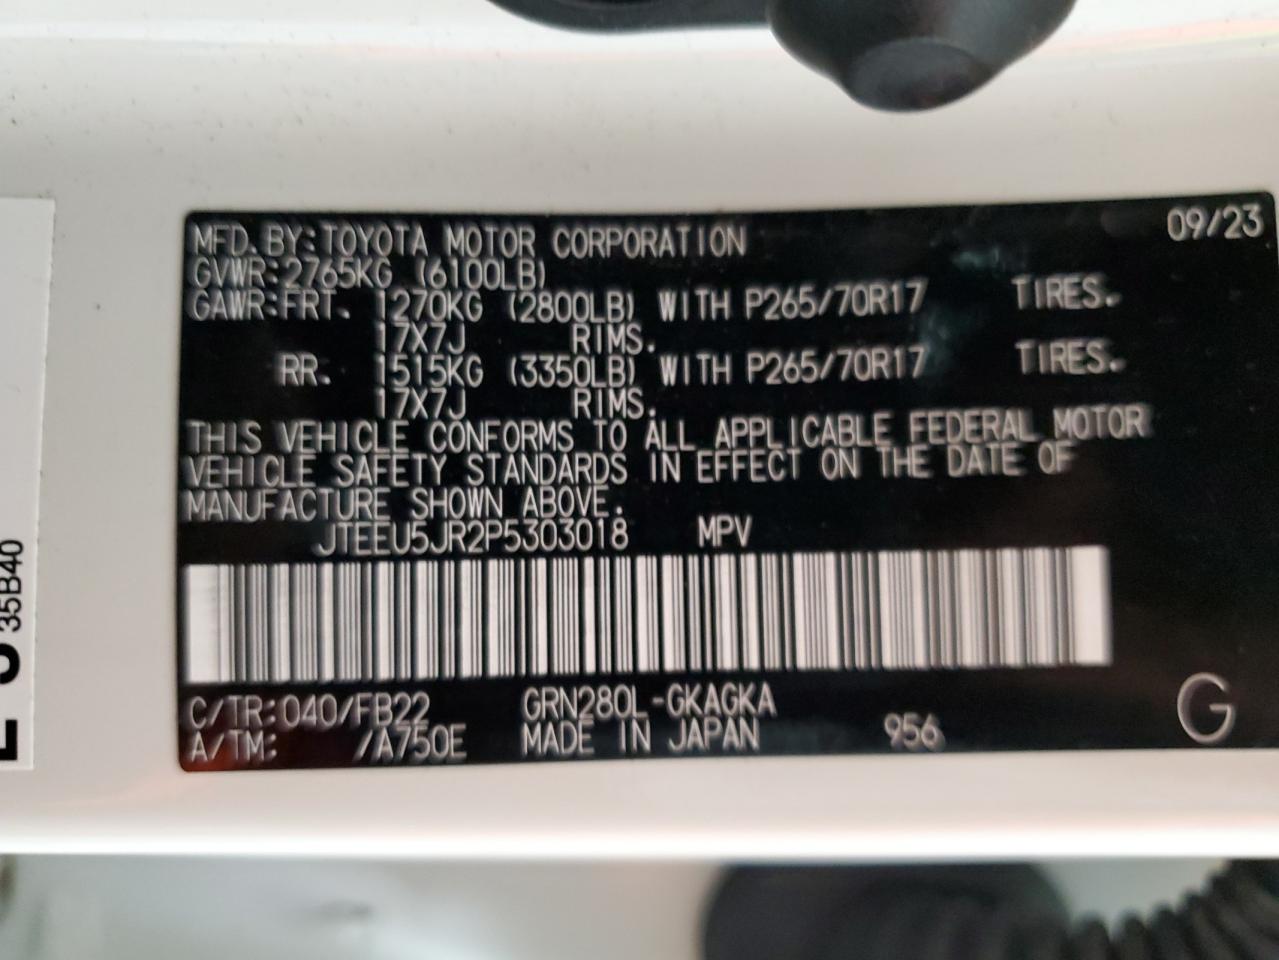 MFD.BY:TOYOTA MOTOR CORPORATION 09/23
GVWR:2765KG (6100LB)
GAWR:FRT. 1270KG (2800LB) WITH P265/70R17 TIRES.
17X7J RIMS.
RR. 1515KG (3350LB) WITH P265/70R17 TIRES.
17X7J RIMS.
THIS VEHICLE CONFORMS TO ALL APPLICABLE FEDERAL MOTOR
VEHICLE SAFETY STANDARDS IN EFFECT ON THE DATE OF
MANUFACTURE SHOWN ABOVE.
JTEEU5JR2P5303018 MPV
C/TR:040/FB22 GRN280L-GKAGKA
A/TM: /A750E MADE IN JAPAN 956 G
35B40